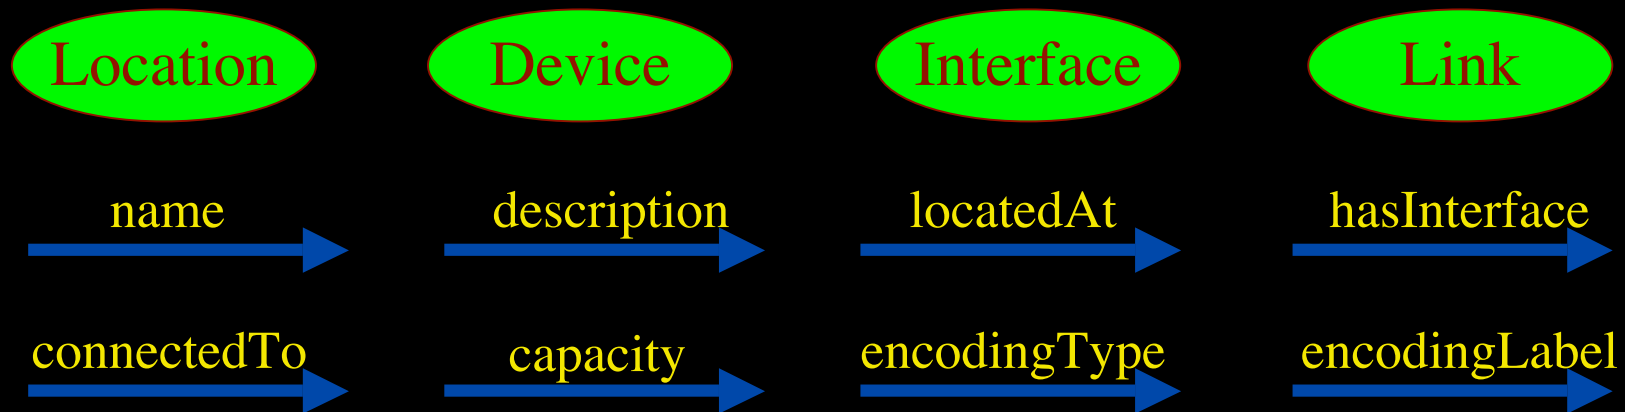 Location Device Interface Link
name description locatedAt hasInterface
connectedTo capacity encodingType encodingLabel